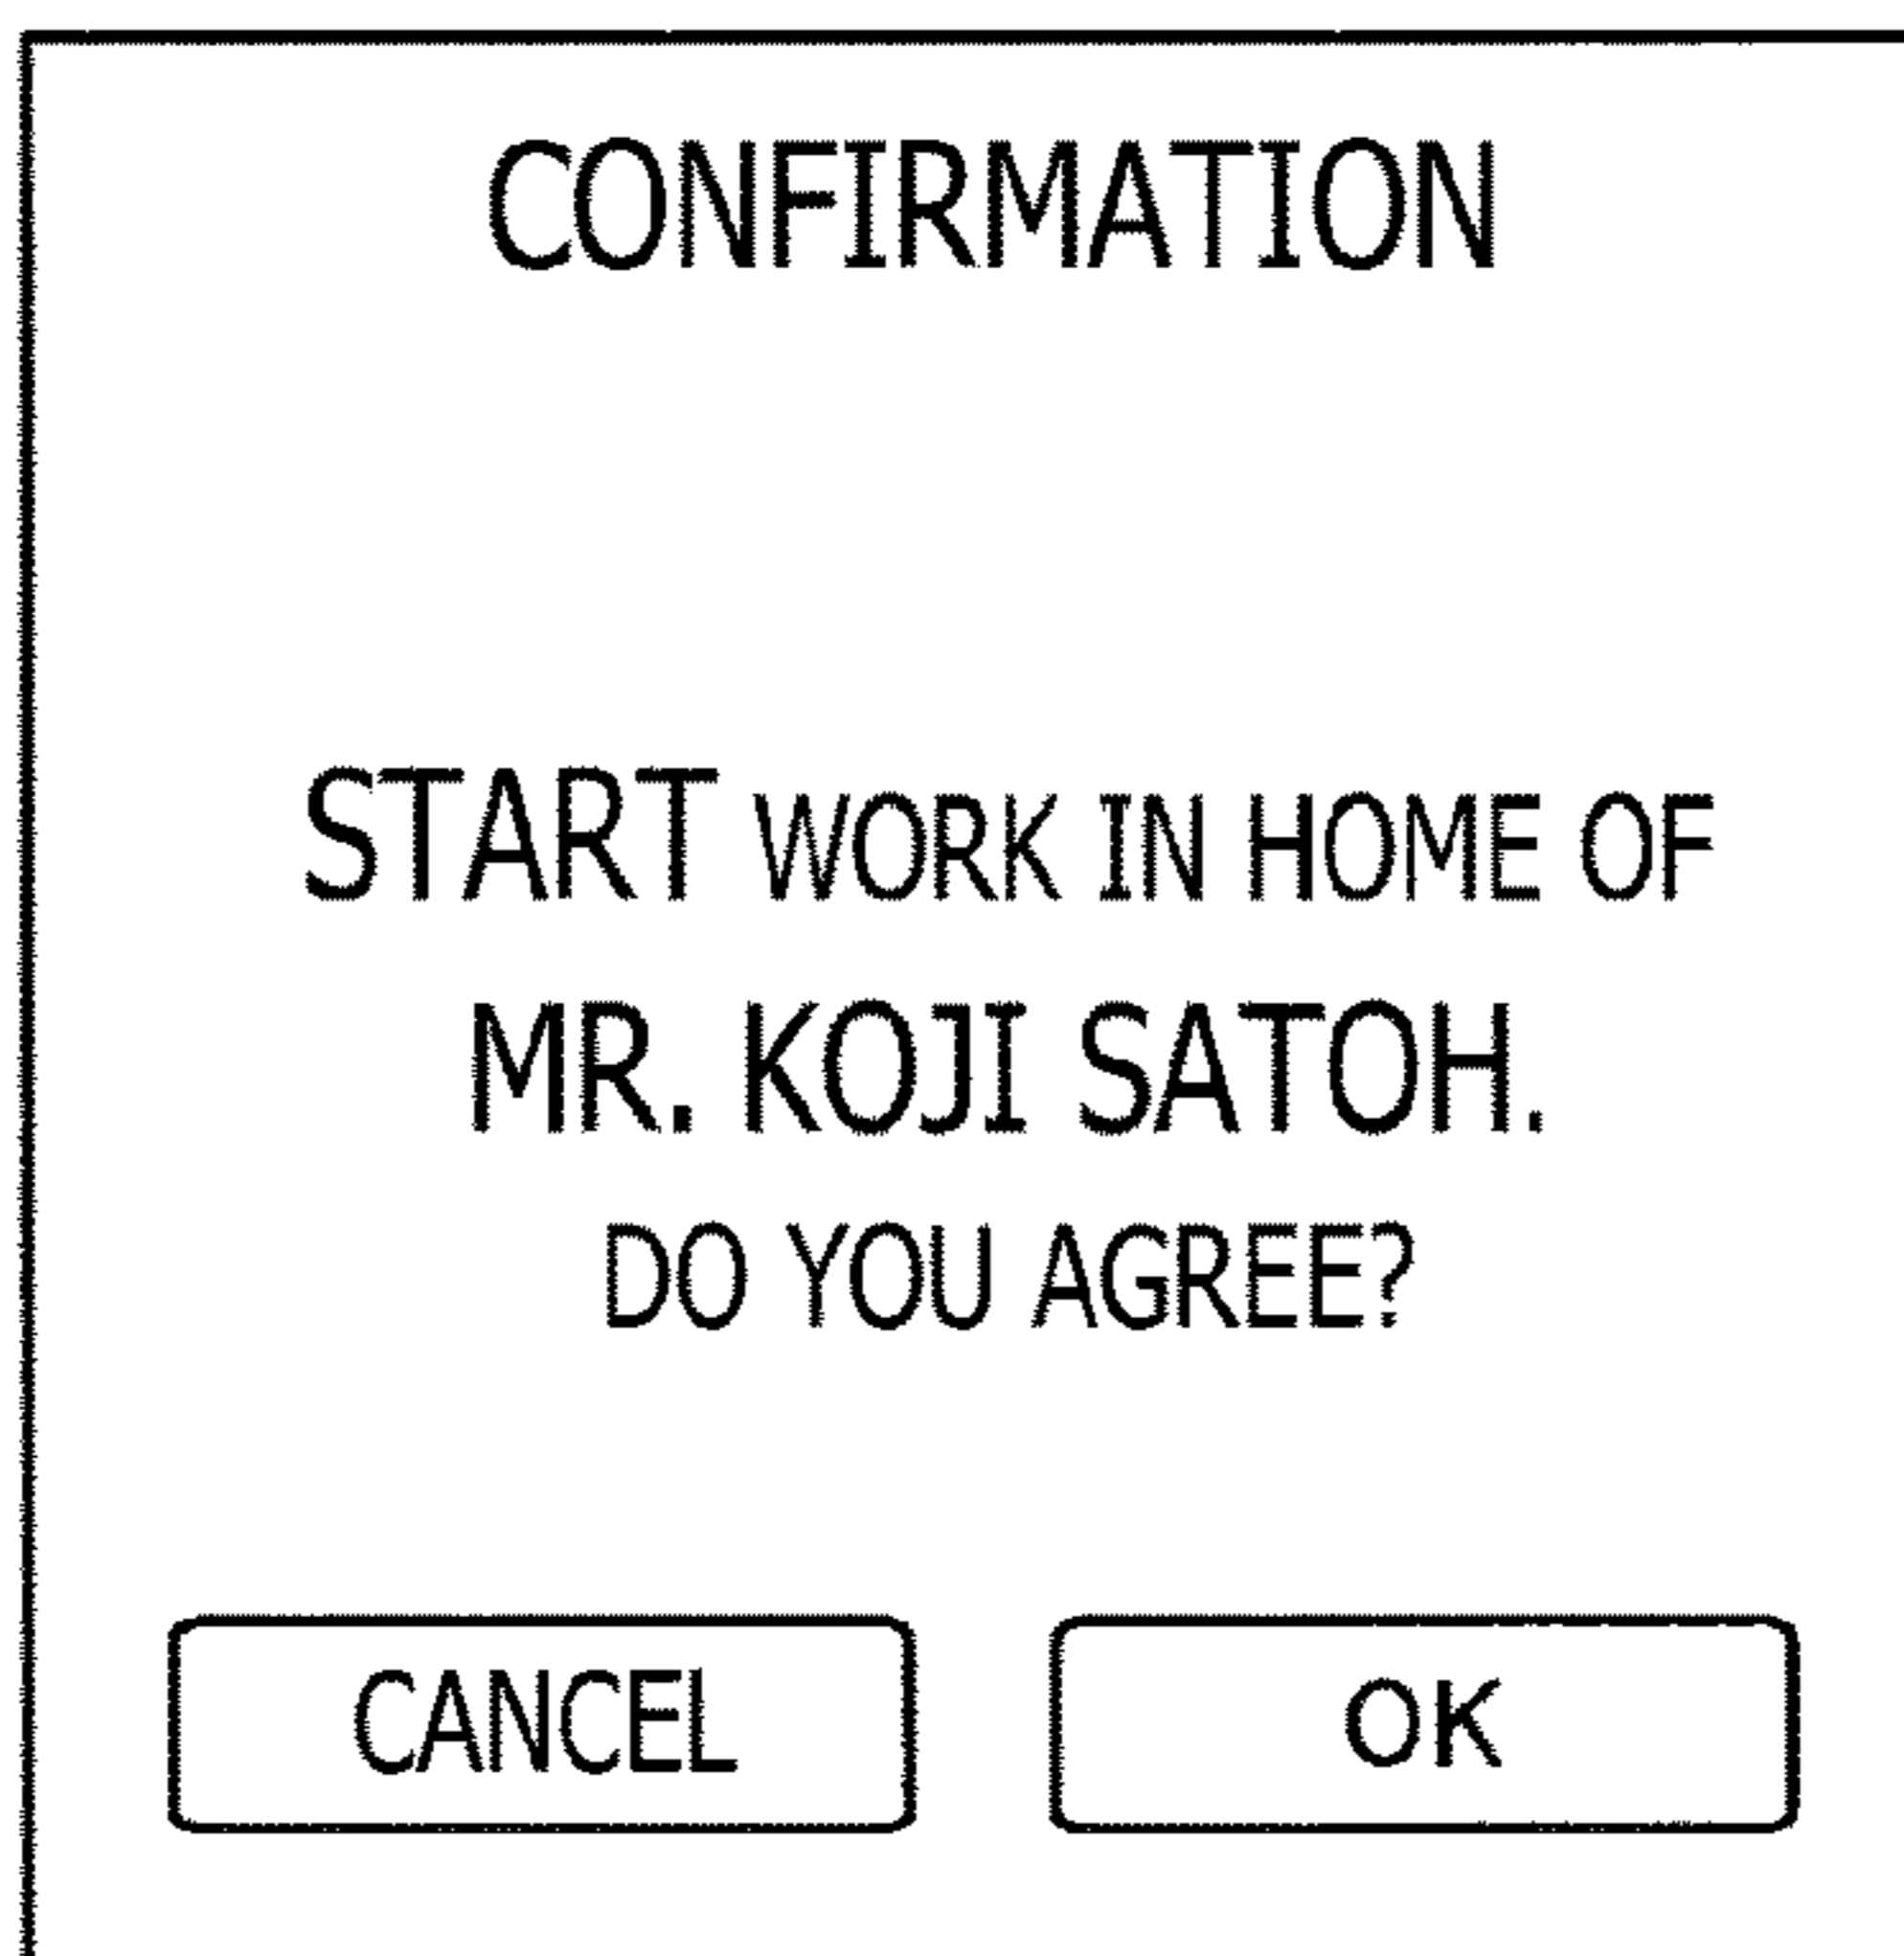 CONFIRMATION
START WORK IN HOME OF
MR. KOJI SATOH.
DO YOU AGREE?
CANCEL
OK